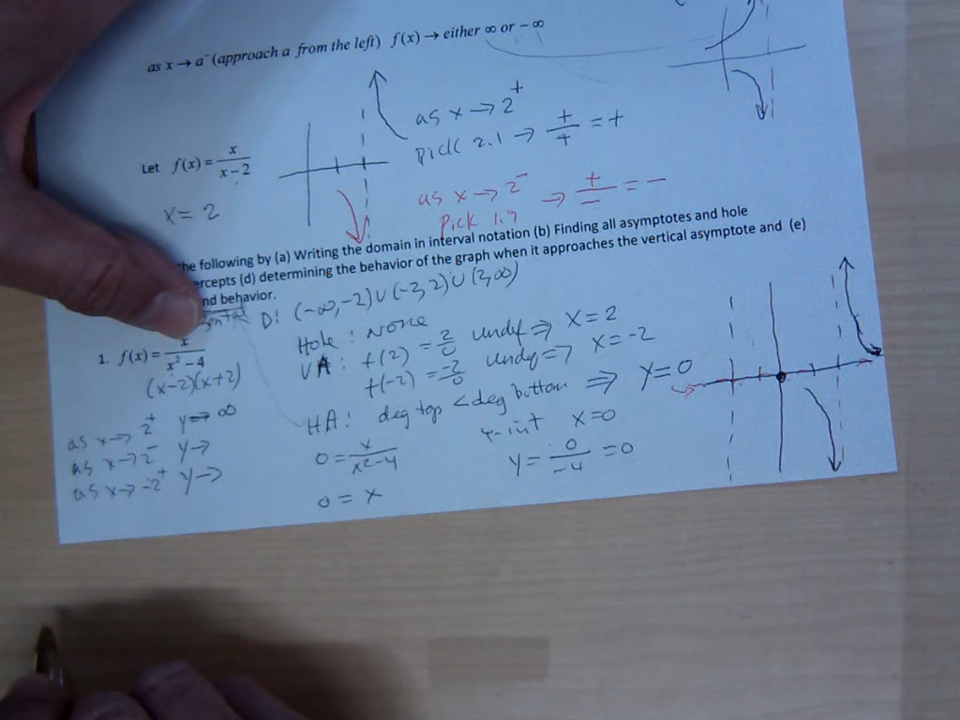 as x → a⁻ (approach a from the left) f(x) → either ∞ or − ∞
as x → 2⁺
pick 2.1 → +/+ = +
Let f(x) = x/(x−2)
x = 2
as x → 2⁻
Pick 1.9 → +/− = −
the following by (a) Writing the domain in interval notation (b) Finding all asymptotes and hole
ercepts (d) determining the behavior of the graph when it approaches the vertical asymptote and (e)
nd behavior.
D: (−∞,−2)∪(−2,2)∪(2,∞)
Hole: None
1. f(x) = x/(x²−4)
(x−2)(x+2)
VA: f(2) = 2/0 undf ⇒ x = 2
f(−2) = −2/0 undf ⇒ x = −2
HA: deg top < deg bottom ⇒ y = 0
as x → 2⁺ y → ∞
as x → 2⁻ y →
as x → −2⁺ y →
0 = x/(x²−4)
0 = x
y-int x = 0
y = 0/−4 = 0